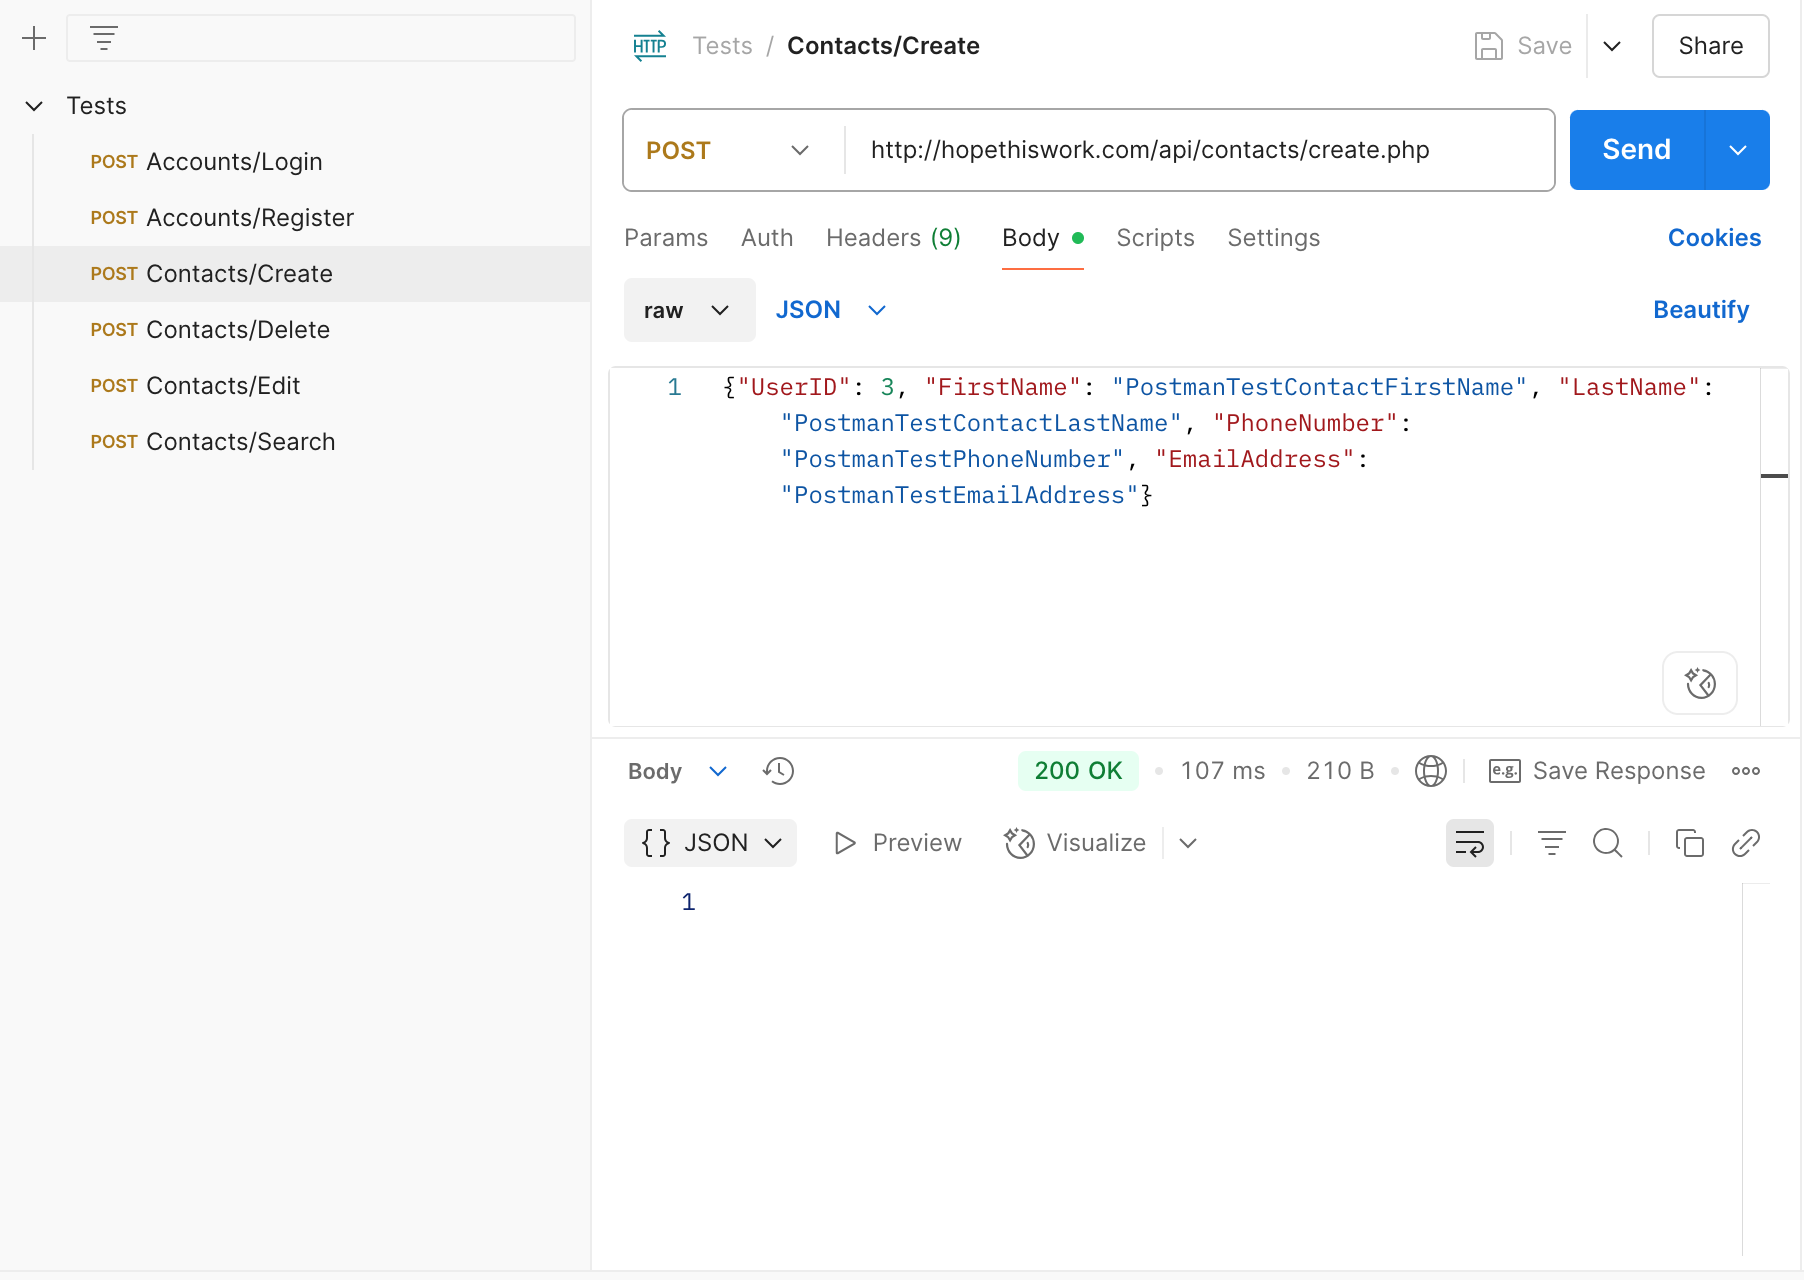 Tests
POST Accounts/Login
POST Accounts/Register
POST Contacts/Create
POST Contacts/Delete
POST Contacts/Edit
POST Contacts/Search
HTTP Tests / Contacts/Create Save Share
POST http://hopethiswork.com/api/contacts/create.php Send
Params Auth Headers (9) Body Scripts Settings Cookies
raw JSON Beautify
1 {"UserID": 3, "FirstName": "PostmanTestContactFirstName", "LastName":
"PostmanTestContactLastName", "PhoneNumber":
"PostmanTestPhoneNumber", "EmailAddress":
"PostmanTestEmailAddress"}
Body 200 OK 107 ms 210 B e.g. Save Response
{ } JSON Preview Visualize
1